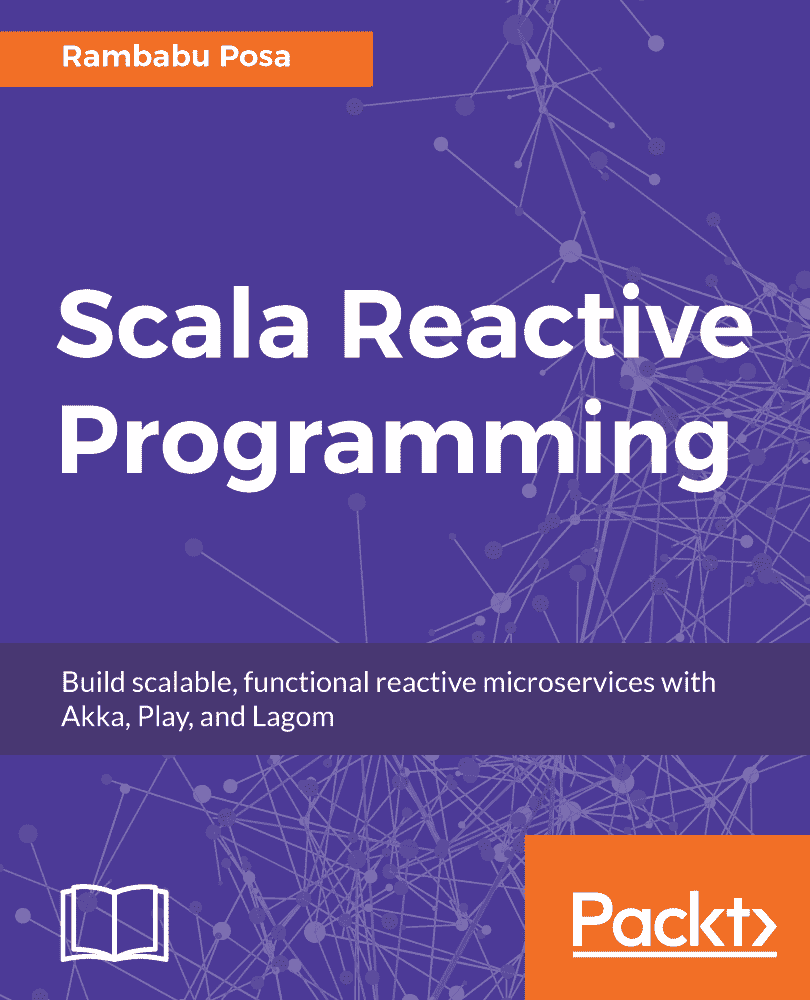 Rambabu Posa
Scala Reactive
Programming
Build scalable, functional reactive microservices with
Akka, Play, and Lagom
Packt>